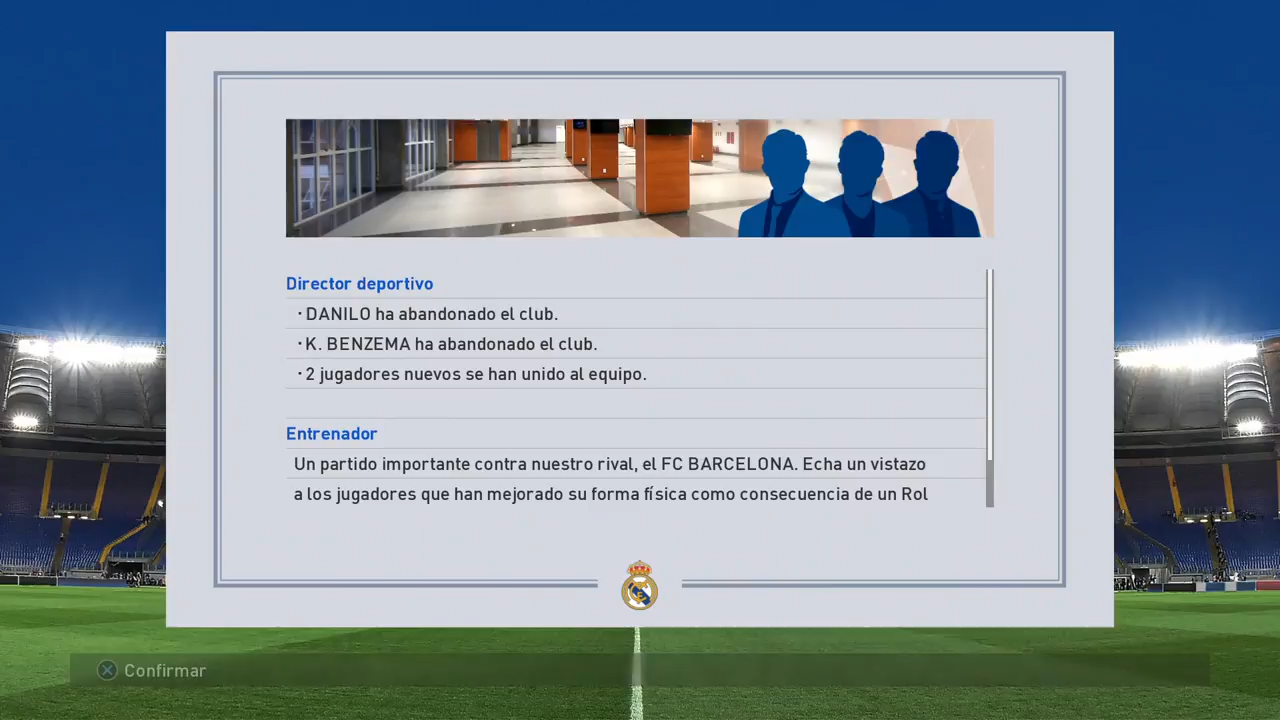 Director deportivo
·DANILO ha abandonado el club.
·K. BENZEMA ha abandonado el club.
·2 jugadores nuevos se han unido al equipo.
Entrenador
Un partido importante contra nuestro rival, el FC BARCELONA. Echa un vistazo
a los jugadores que han mejorado su forma física como consecuencia de un Rol
Confirmar